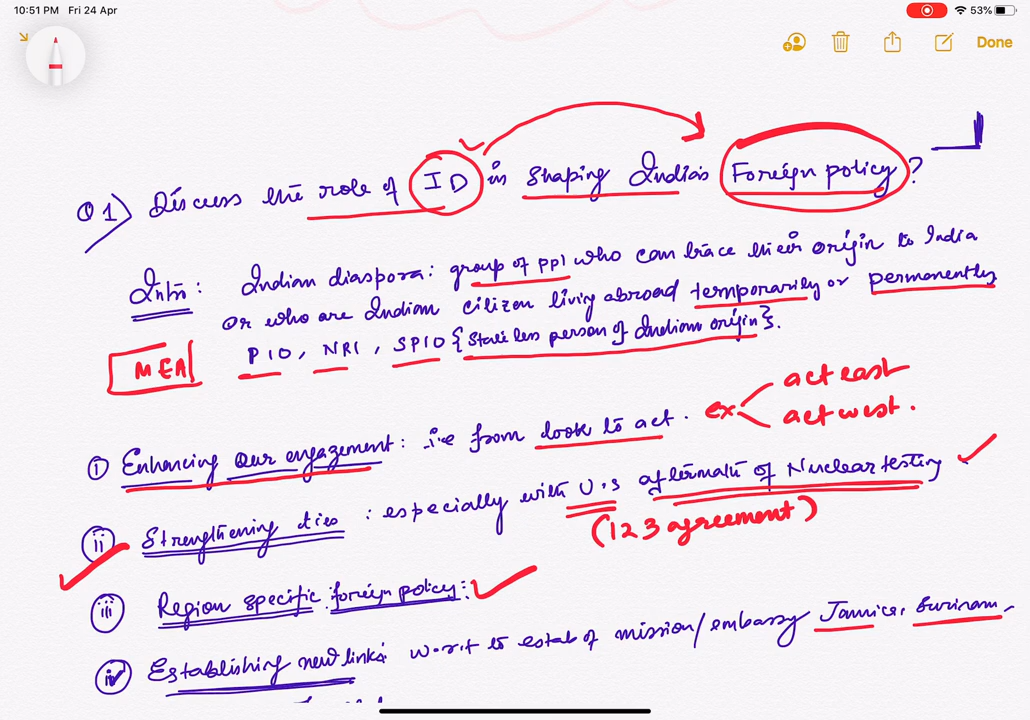 10:51 PM Fri 24 Apr
53%
Done
Q1) Discuss the role of ID in shaping India's Foreign policy?
Intro: Indian diaspora: group of ppl who can trace their origin to India
Or who are Indian citizen living abroad temporarily or permanently
MEA
PIO, NRI, SPIO {State less person of Indian origin}.
act east
ex
act west.
i Enhancing our engagement: i.e from look to act.
ii Strengthening ties: especially with U.S aftermath of Nuclear testing
(123 agreement)
iii Region specific foreign policy:
iv Establishing new links: w.r.t to estab of mission/embassy Surinam